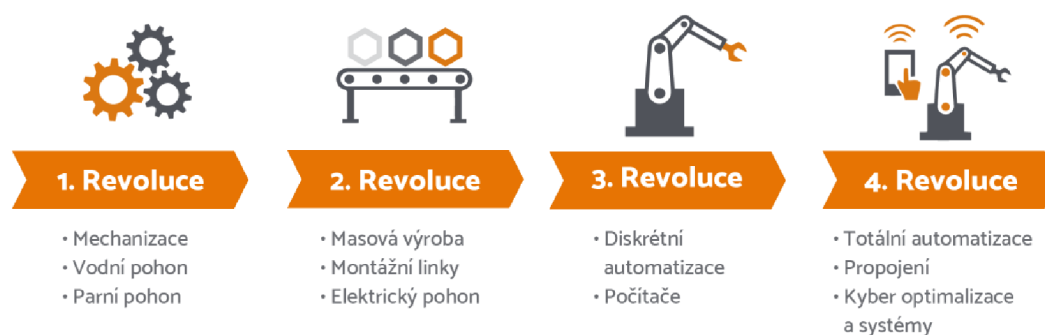 1. Revoluce
• Mechanizace
• Vodní pohon
• Parní pohon
2. Revoluce
• Masová výroba
• Montážní linky
• Elektrický pohon
3. Revoluce
• Diskrétní
automatizace
• Počítače
4. Revoluce
• Totální automatizace
• Propojení
• Kyber optimalizace
a systémy